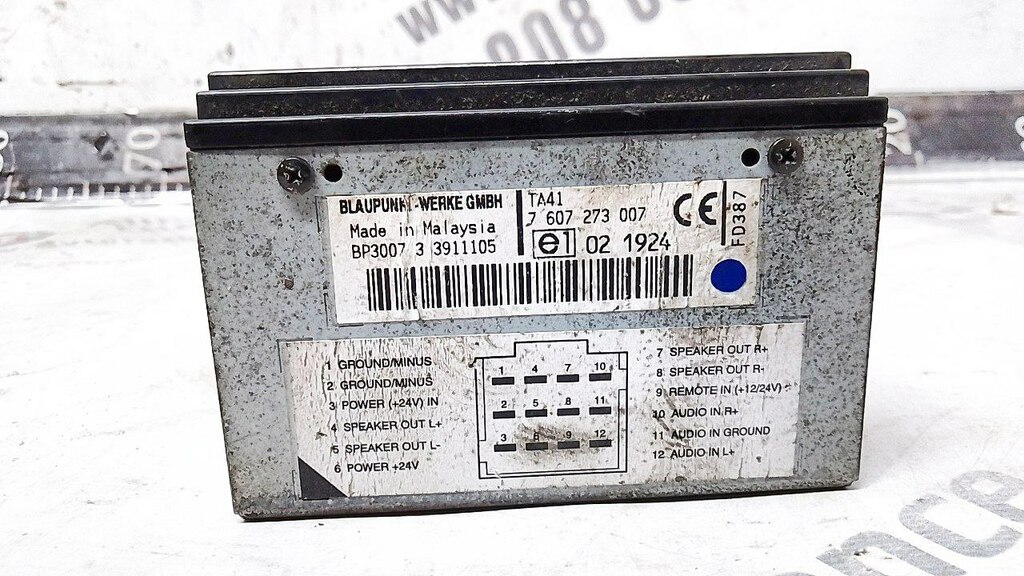 BLAUPUNKT-WERKE GMBH
Made in Malaysia
BP3007 3 3911105
TA41
7 607 273 007
e1 02 1924
CE
FD387
1 GROUND/MINUS
2 GROUND/MINUS
3 POWER (+24V) IN
4 SPEAKER OUT L+
5 SPEAKER OUT L-
6 POWER +24V
1 4 7 10
2 5 8 11
3 6 9 12
7 SPEAKER OUT R+
8 SPEAKER OUT R-
9 REMOTE IN (+12/24V)
10 AUDIO IN R+
11 AUDIO IN GROUND
12 AUDIO IN L+
70